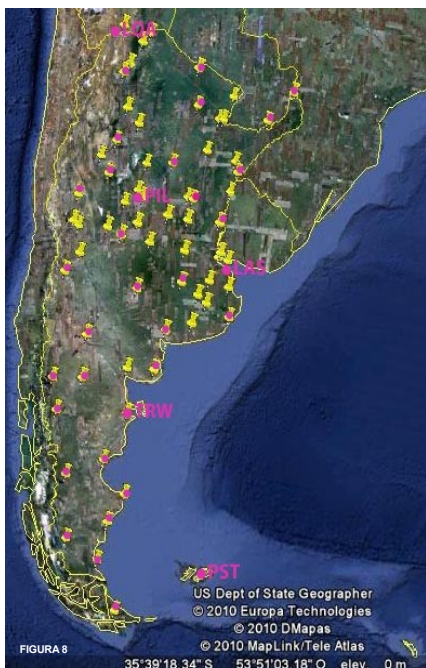 LQA
PIL
LAS
TRW
PST
US Dept of State Geographer
© 2010 Europa Technologies
© 2010 DMapas
© 2010 MapLink/Tele Atlas
FIGURA 8
35°39'18.34" S 53°51'03.18" O elev 0 m